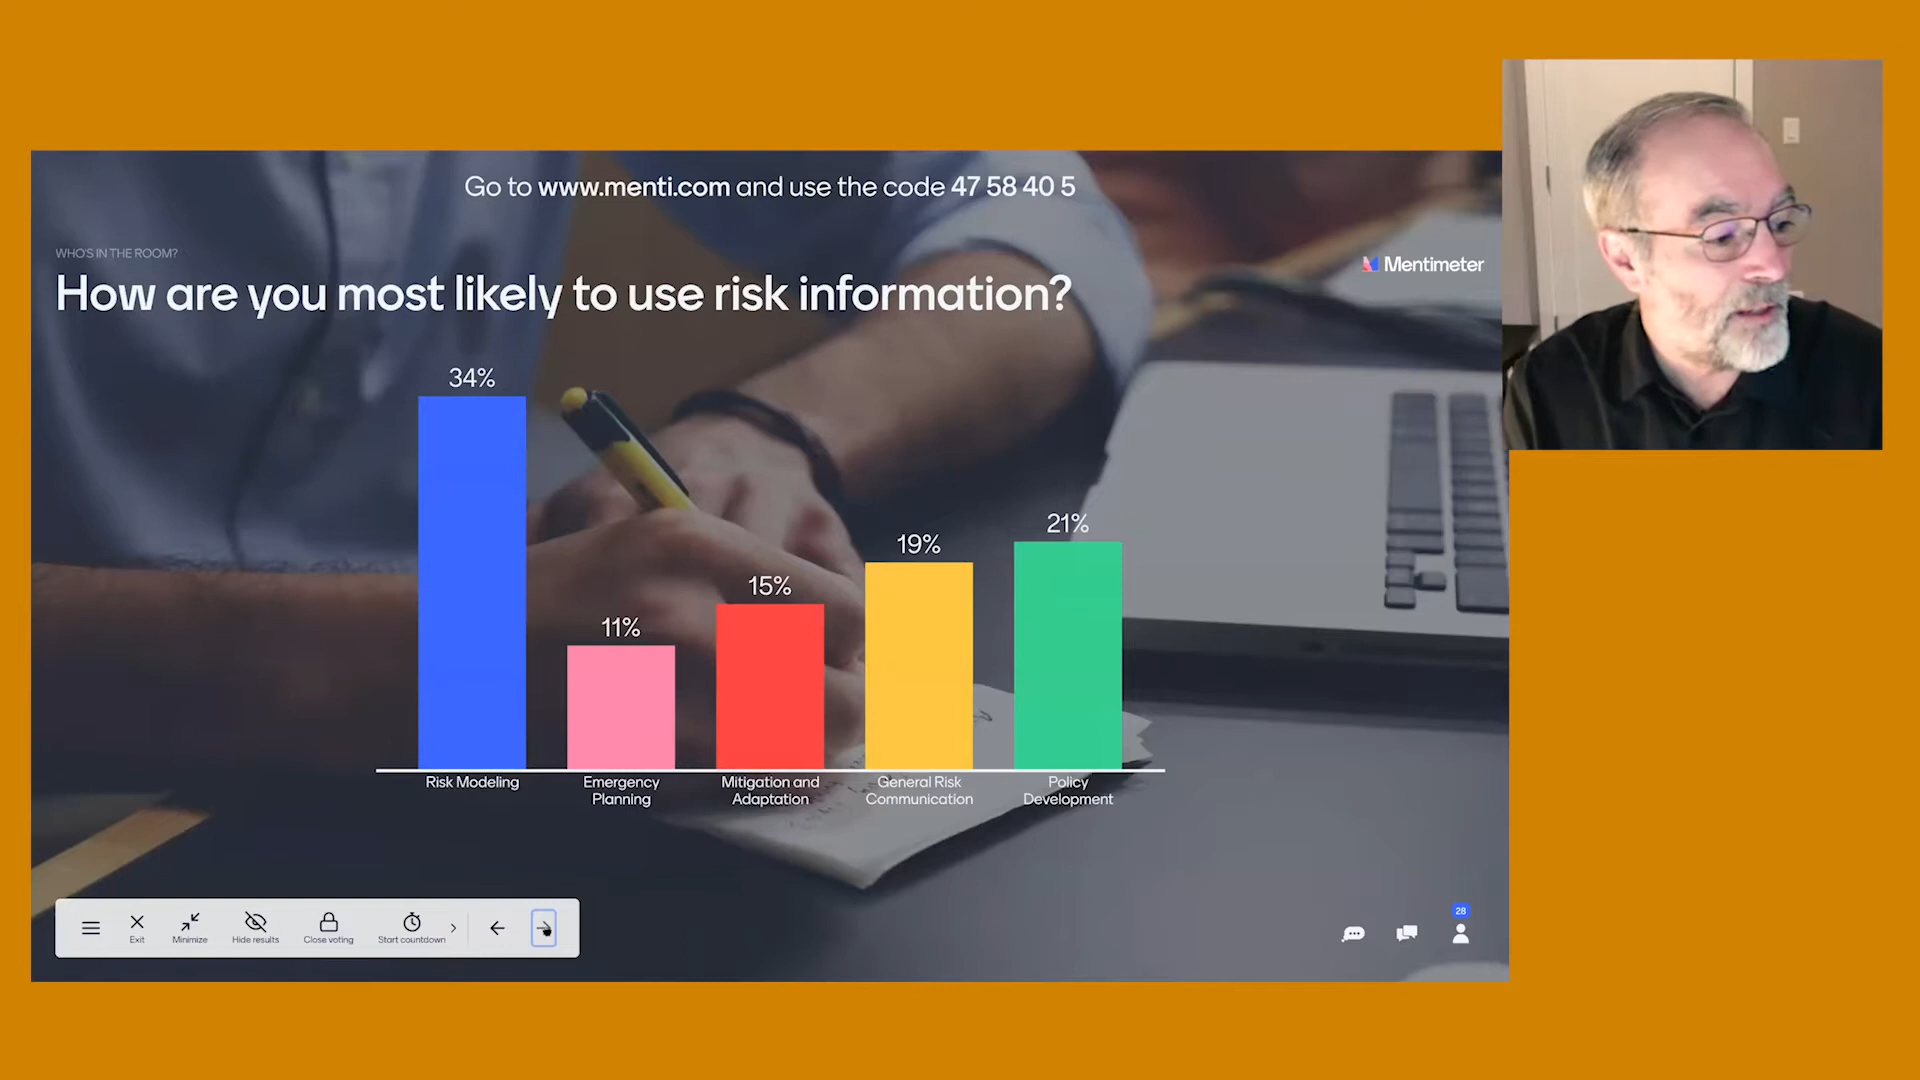 Go to www.menti.com and use the code 47 58 40 5
WHO'S IN THE ROOM?
Mentimeter
How are you most likely to use risk information?
34%
11%
15%
19%
21%
Risk Modeling
Emergency
Planning
Mitigation and
Adaptation
General Risk
Communication
Policy
Development
Exit
Minimize
Hide results
Close voting
Start countdown
28